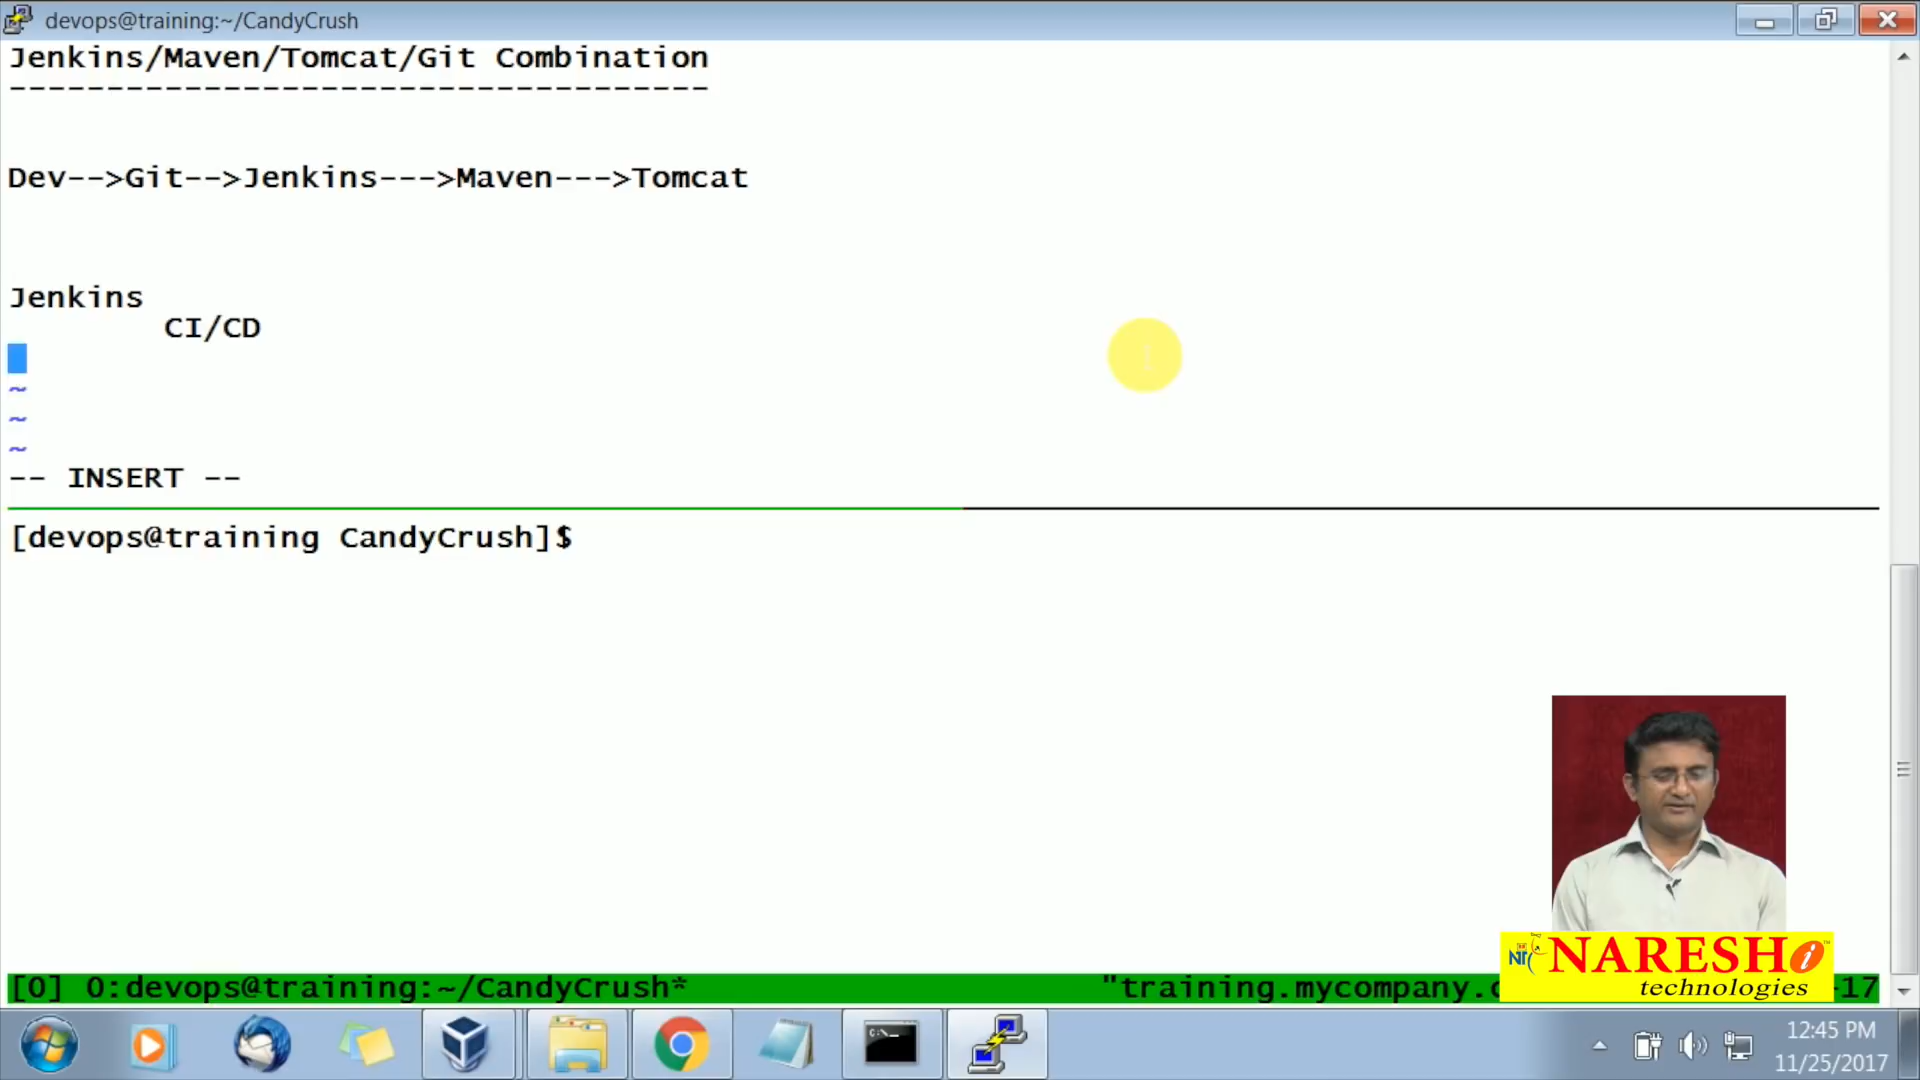 devops@training:~/CandyCrush
Jenkins/Maven/Tomcat/Git Combination
------------------------------------
Dev-->Git-->Jenkins--->Maven--->Tomcat
Jenkins
CI/CD
~
~
~
-- INSERT --
[devops@training CandyCrush]$
[0] 0:devops@training:~/CandyCrush* "training.mycompany. -17
NARESH i
technologies
12:45 PM
11/25/2017